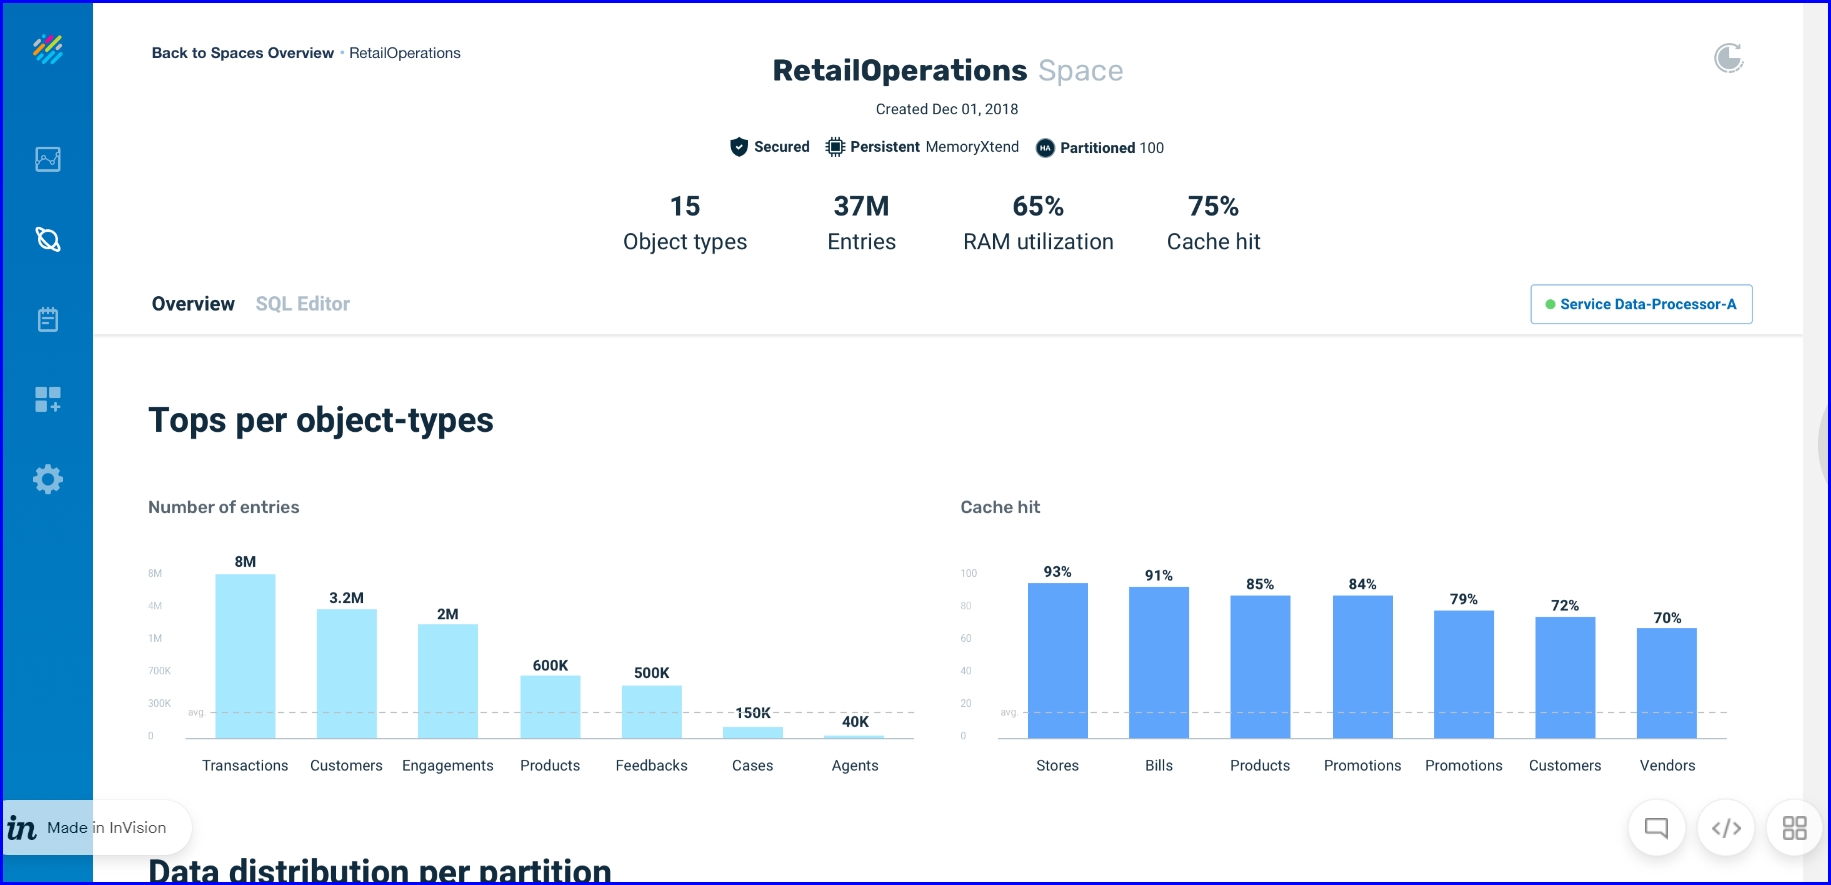 Back to Spaces Overview • RetailOperations
RetailOperations Space
Created Dec 01, 2018
Secured Persistent MemoryXtend HA Partitioned 100
15 37M 65% 75%
Object types Entries RAM utilization Cache hit
Overview SQL Editor
Service Data-Processor-A
Tops per object-types
Number of entries
8M
4M
1M
700K
300K
0
avg.
8M
3.2M
2M
600K
500K
150K
40K
Transactions Customers Engagements Products Feedbacks Cases Agents
Cache hit
100
80
60
40
20
0
avg.
93%
91%
85%
84%
79%
72%
70%
Stores Bills Products Promotions Promotions Customers Vendors
in Made in InVision
</>
Data distribution per partition